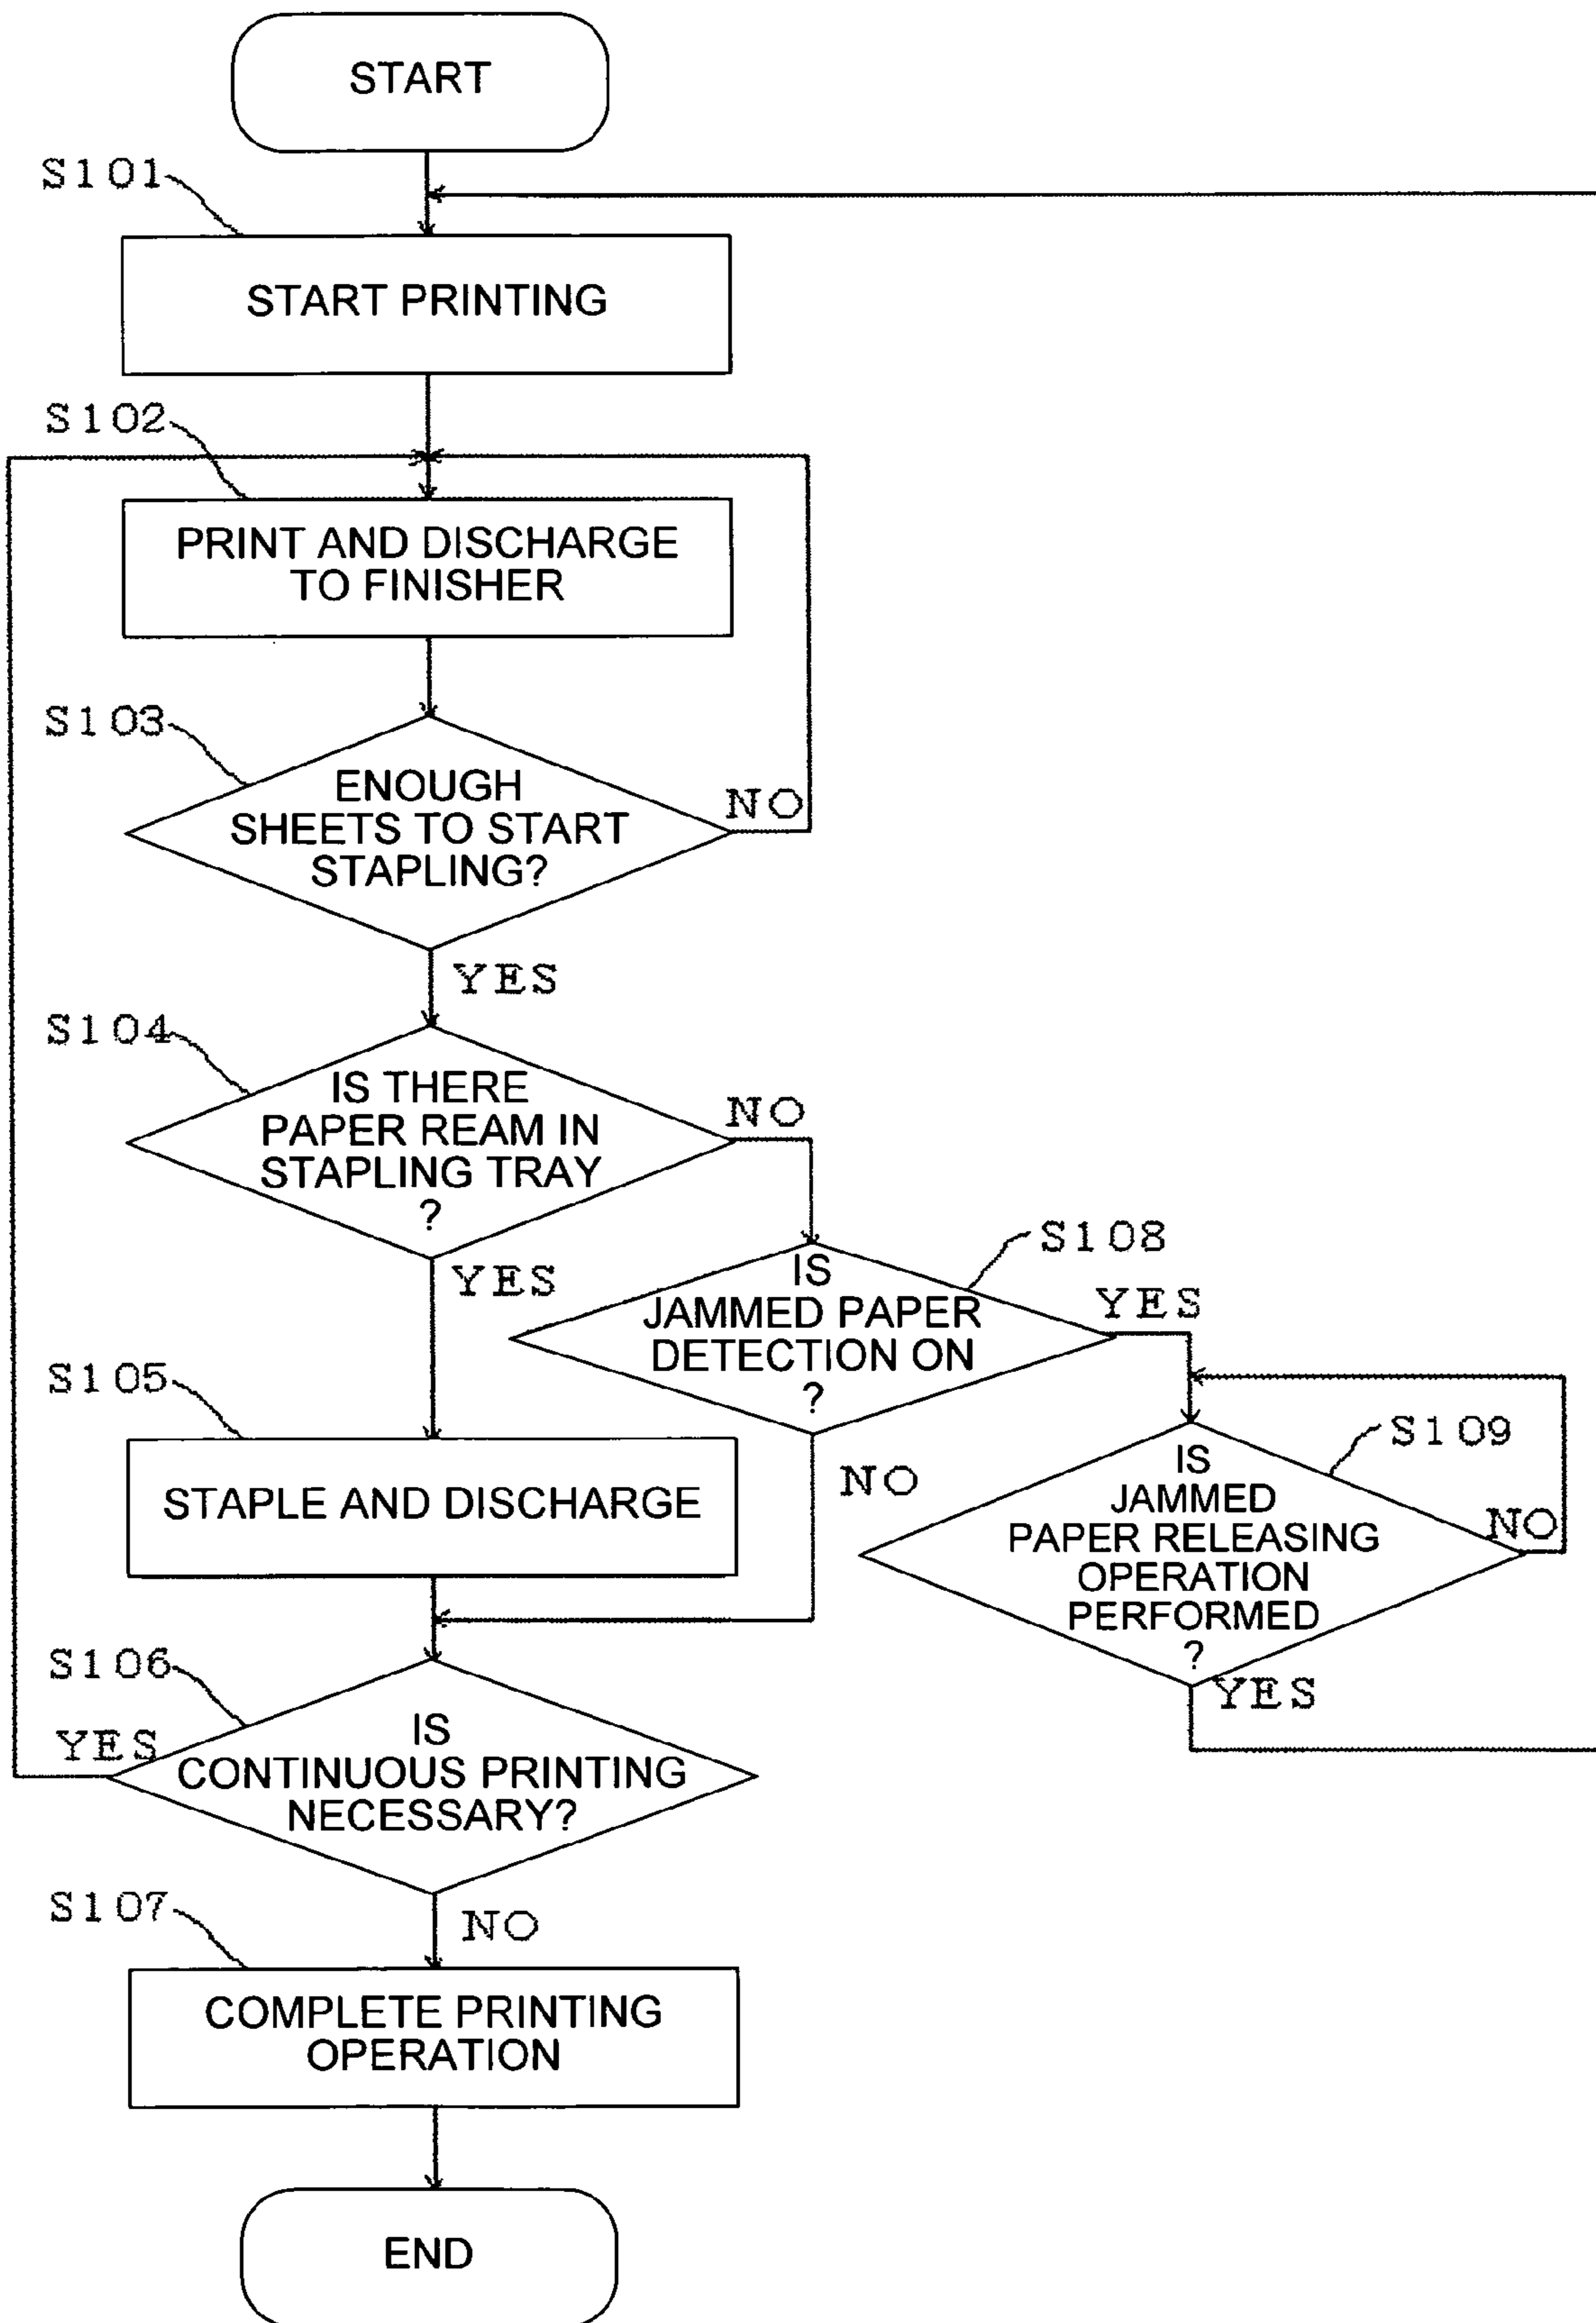 START
S101
START PRINTING
S102
PRINT AND DISCHARGE
TO FINISHER
S103
ENOUGH
SHEETS TO START
STAPLING?
NO
YES
S104
IS THERE
PAPER REAM IN
STAPLING TRAY
?
NO
YES
S108
IS
JAMMED PAPER
DETECTION ON
?
YES
NO
S109
IS
JAMMED
PAPER RELEASING
OPERATION
PERFORMED
?
NO
YES
S105
STAPLE AND DISCHARGE
S106
IS
CONTINUOUS PRINTING
NECESSARY?
YES
NO
S107
COMPLETE PRINTING
OPERATION
END